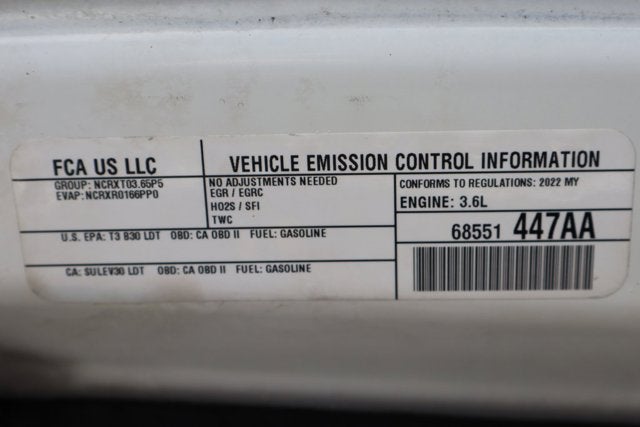 FCA US LLC
GROUP: NCRXT03.65P5
EVAP: NCRXR0166PP0
VEHICLE EMISSION CONTROL INFORMATION
NO ADJUSTMENTS NEEDED
EGR / EGRC
HO2S / SFI
TWC
CONFORMS TO REGULATIONS: 2022 MY
ENGINE: 3.6L
U.S. EPA: T3 B30 LDT OBD: CA OBD II FUEL: GASOLINE
68551 447AA
CA: SULEV30 LDT OBD: CA OBD II FUEL: GASOLINE